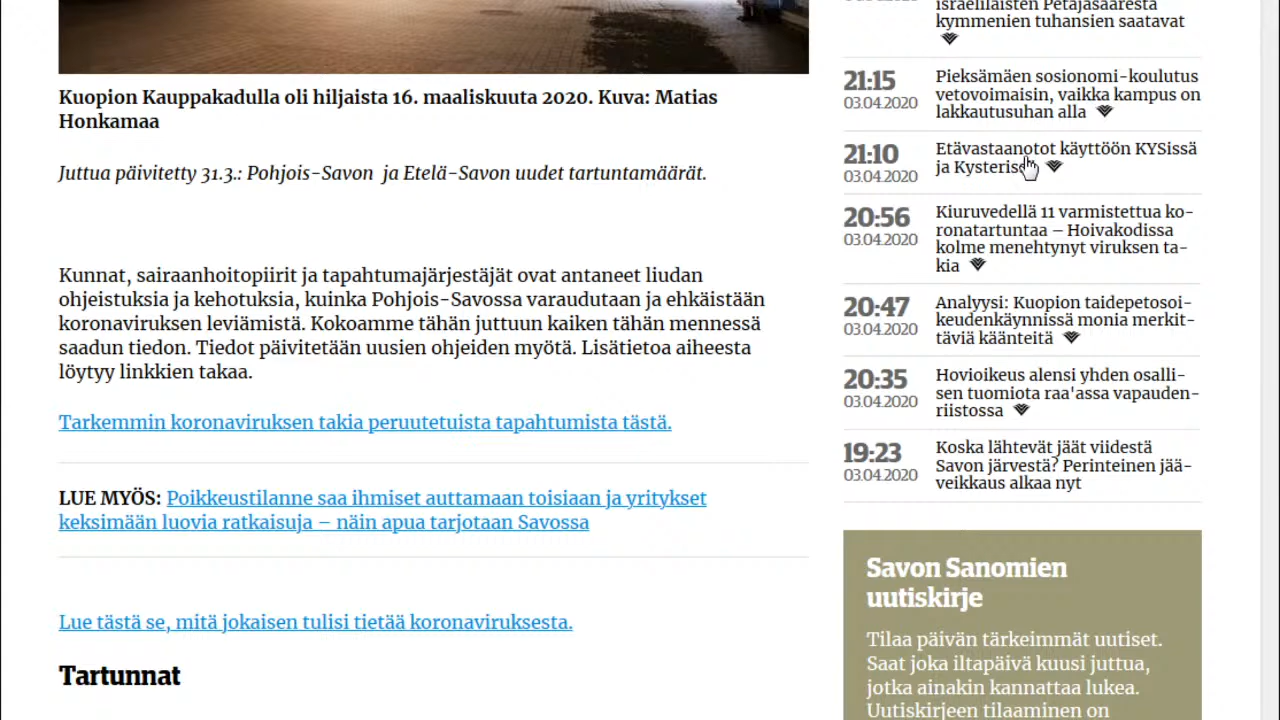 Kuopion Kauppakadulla oli hiljaista 16. maaliskuuta 2020. Kuva: Matias
Honkamaa
Juttua päivitetty 31.3.: Pohjois-Savon ja Etelä-Savon uudet tartuntamäärät.
Kunnat, sairaanhoitopiirit ja tapahtumajärjestäjät ovat antaneet liudan
ohjeistuksia ja kehotuksia, kuinka Pohjois-Savossa varaudutaan ja ehkäistään
koronaviruksen leviämistä. Kokoamme tähän juttuun kaiken tähän mennessä
saadun tiedon. Tiedot päivitetään uusien ohjeiden myötä. Lisätietoa aiheesta
löytyy linkkien takaa.
Tarkemmin koronaviruksen takia peruutetuista tapahtumista tästä.
LUE MYÖS: Poikkeustilanne saa ihmiset auttamaan toisiaan ja yritykset
keksimään luovia ratkaisuja – näin apua tarjotaan Savossa
Lue tästä se, mitä jokaisen tulisi tietää koronaviruksesta.
Tartunnat
israelilaisten Petäjäsaaresta
kymmenien tuhansien saatavat
21:15
03.04.2020
Pieksämäen sosionomi-koulutus
vetovoimaisin, vaikka kampus on
lakkautusuhan alla
21:10
03.04.2020
Etävastaanotot käyttöön KYSissä
ja
20:56
03.04.2020
Kiuruvedellä 11 varmistettua ko-
ronatartuntaa – Hoivakodissa
kolme menehtynyt viruksen ta-
kia
20:47
03.04.2020
Analyysi: Kuopion taidepetosoi-
keudenkäynnissä monia merkit-
täviä käänteitä
20:35
03.04.2020
Hovioikeus alensi yhden osalli-
sen tuomiota raa'assa vapauden-
riistossa
19:23
03.04.2020
Koska lähtevät jäät viidestä
Savon järvestä? Perinteinen jää-
veikkaus alkaa nyt
Savon Sanomien
uutiskirje
Tilaa päivän tärkeimmät uutiset.
Saat joka iltapäivä kuusi juttua,
jotka ainakin kannattaa lukea.
Uutiskirjeen tilaaminen on